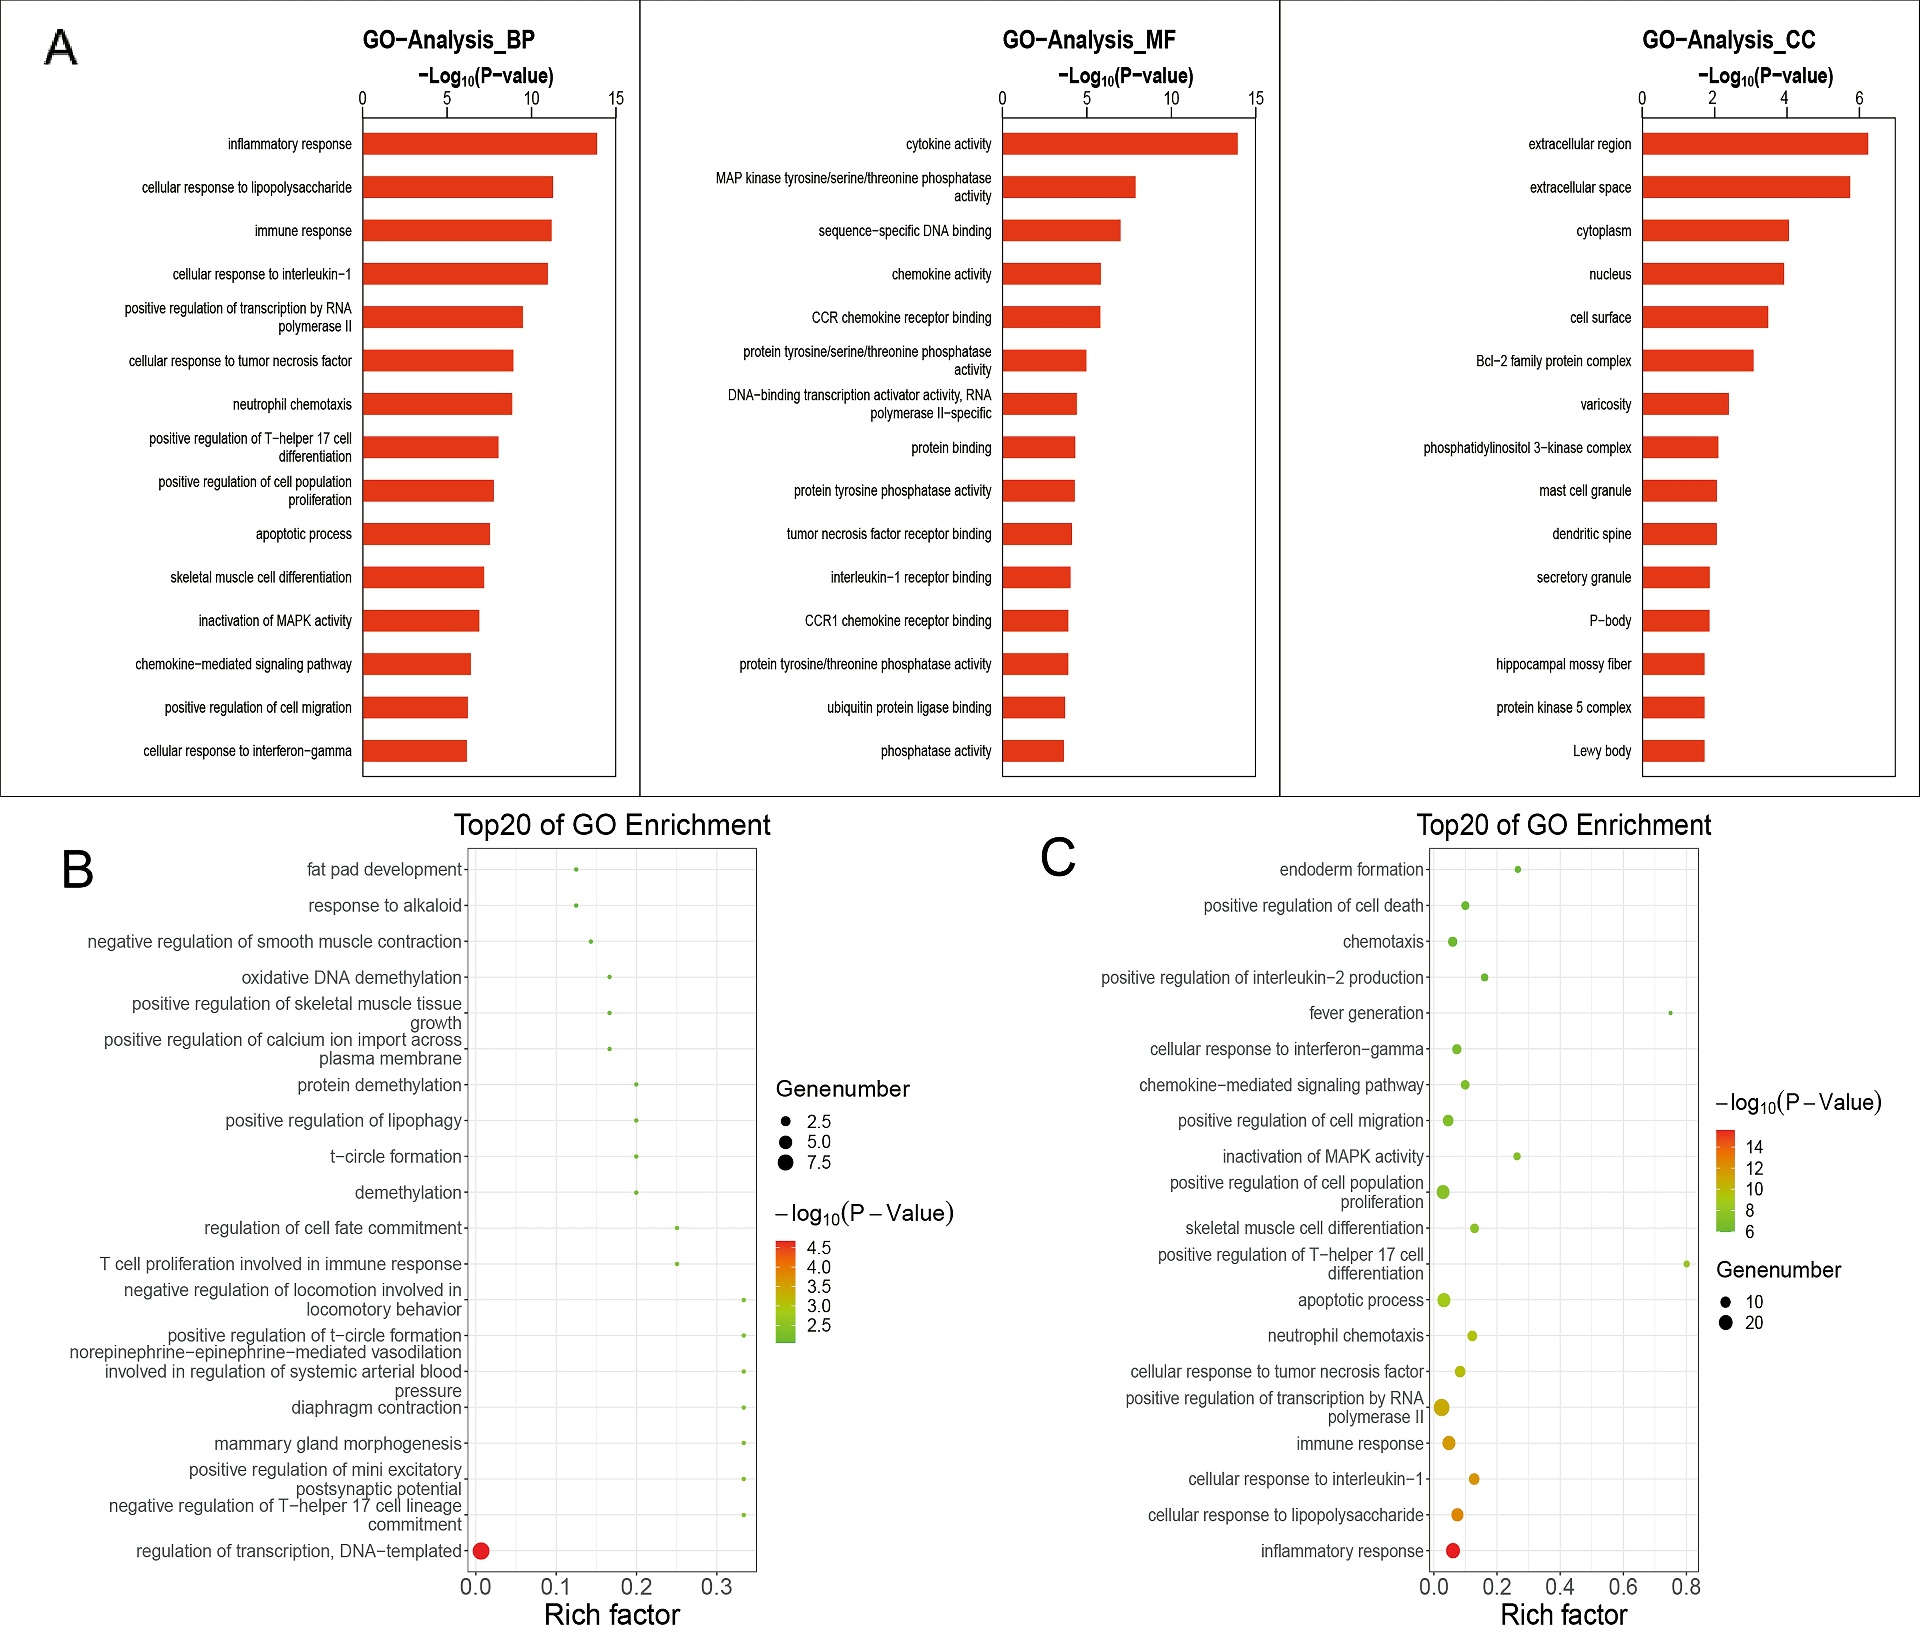 A
GO−Analysis_BP
−Log10(P−value)
0 5 10 15
inflammatory response
cellular response to lipopolysaccharide
immune response
cellular response to interleukin−1
positive regulation of transcription by RNA
polymerase II
cellular response to tumor necrosis factor
neutrophil chemotaxis
positive regulation of T−helper 17 cell
differentiation
positive regulation of cell population
proliferation
apoptotic process
skeletal muscle cell differentiation
inactivation of MAPK activity
chemokine−mediated signaling pathway
positive regulation of cell migration
cellular response to interferon−gamma
GO−Analysis_MF
−Log10(P−value)
0 5 10 15
cytokine activity
MAP kinase tyrosine/serine/threonine phosphatase
activity
sequence−specific DNA binding
chemokine activity
CCR chemokine receptor binding
protein tyrosine/serine/threonine phosphatase
activity
DNA−binding transcription activator activity, RNA
polymerase II−specific
protein binding
protein tyrosine phosphatase activity
tumor necrosis factor receptor binding
interleukin−1 receptor binding
CCR1 chemokine receptor binding
protein tyrosine/threonine phosphatase activity
ubiquitin protein ligase binding
phosphatase activity
GO−Analysis_CC
−Log10(P−value)
0 2 4 6
extracellular region
extracellular space
cytoplasm
nucleus
cell surface
Bcl−2 family protein complex
varicosity
phosphatidylinositol 3−kinase complex
mast cell granule
dendritic spine
secretory granule
P−body
hippocampal mossy fiber
protein kinase 5 complex
Lewy body
B
Top20 of GO Enrichment
fat pad development
response to alkaloid
negative regulation of smooth muscle contraction
oxidative DNA demethylation
positive regulation of skeletal muscle tissue
growth
positive regulation of calcium ion import across
plasma membrane
protein demethylation
positive regulation of lipophagy
t−circle formation
demethylation
regulation of cell fate commitment
T cell proliferation involved in immune response
negative regulation of locomotion involved in
locomotory behavior
positive regulation of t−circle formation
norepinephrine−epinephrine−mediated vasodilation
involved in regulation of systemic arterial blood
pressure
diaphragm contraction
mammary gland morphogenesis
positive regulation of mini excitatory
postsynaptic potential
negative regulation of T−helper 17 cell lineage
commitment
regulation of transcription, DNA−templated
0.0 0.1 0.2 0.3
Rich factor
Genenumber
2.5
5.0
7.5
−log10(P−Value)
4.5
4.0
3.5
3.0
2.5
C
Top20 of GO Enrichment
endoderm formation
positive regulation of cell death
chemotaxis
positive regulation of interleukin−2 production
fever generation
cellular response to interferon−gamma
chemokine−mediated signaling pathway
positive regulation of cell migration
inactivation of MAPK activity
positive regulation of cell population
proliferation
skeletal muscle cell differentiation
positive regulation of T−helper 17 cell
differentiation
apoptotic process
neutrophil chemotaxis
cellular response to tumor necrosis factor
positive regulation of transcription by RNA
polymerase II
immune response
cellular response to interleukin−1
cellular response to lipopolysaccharide
inflammatory response
0.0 0.2 0.4 0.6 0.8
Rich factor
−log10(P−Value)
14
12
10
8
6
Genenumber
10
20